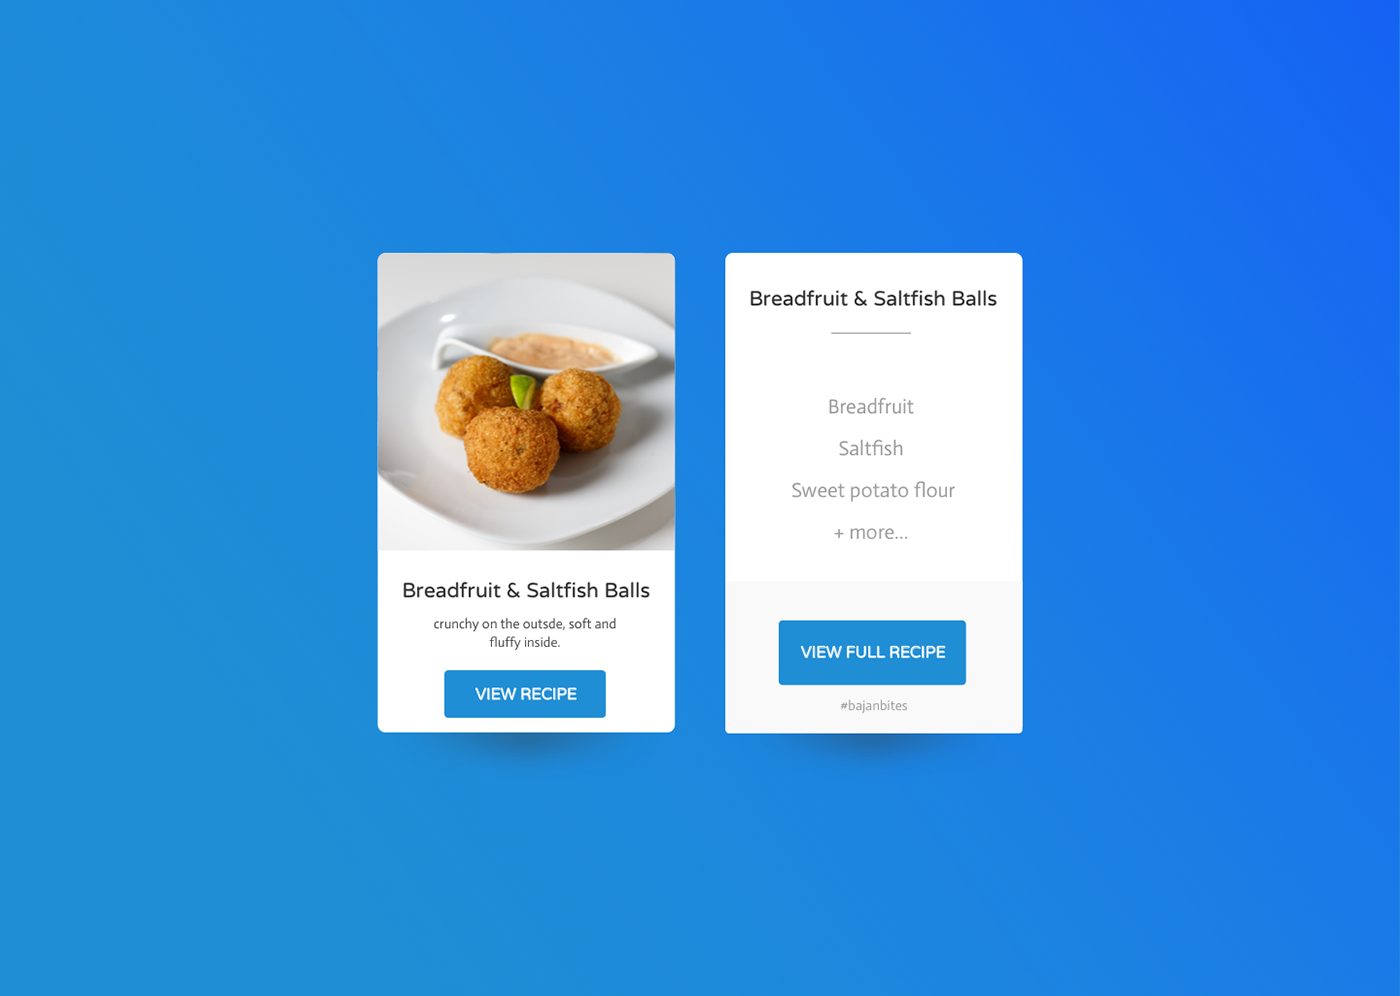 Breadfruit & Saltfish Balls
crunchy on the outsde, soft and
fluffy inside.
VIEW RECIPE
Breadfruit & Saltfish Balls
Breadfruit
Saltfish
Sweet potato flour
+ more...
VIEW FULL RECIPE
#bajanbites